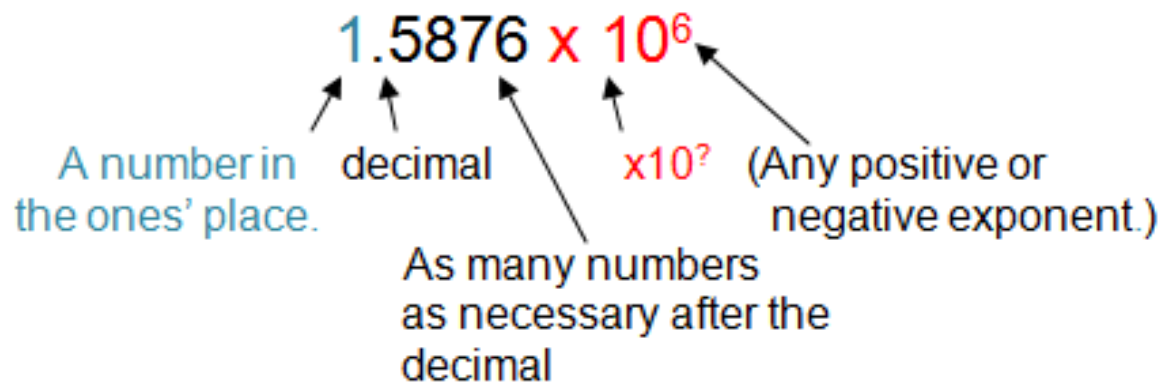 1.5876 x 10⁶
A number in
the ones’ place.
decimal
x10?
(Any positive or
negative exponent.)
As many numbers
as necessary after the
decimal